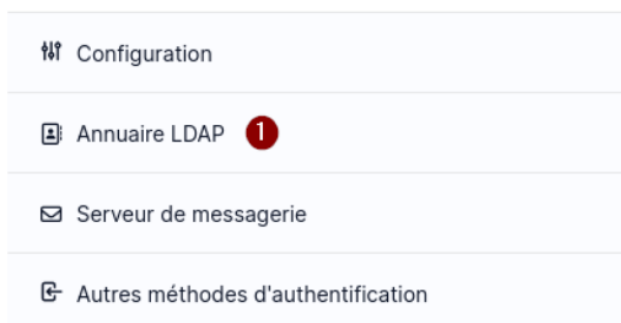 Configuration
Annuaire LDAP 1
Serveur de messagerie
Autres méthodes d'authentification